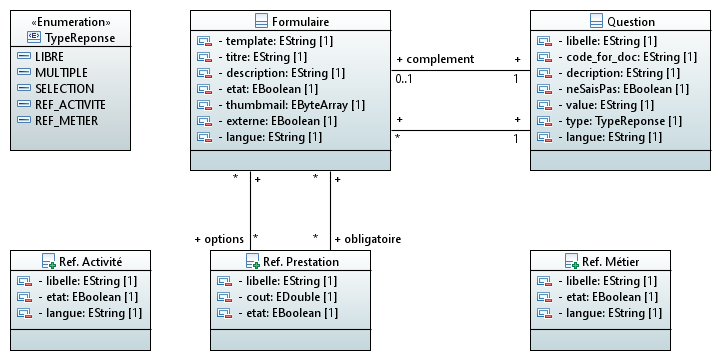 «Enumeration»
TypeReponse
LIBRE
MULTIPLE
SELECTION
REF_ACTIVITE
REF_METIER
Formulaire
- template: EString [1]
- titre: EString [1]
- description: EString [1]
- etat: EBoolean [1]
- thumbmail: EByteArray [1]
- externe: EBoolean [1]
- langue: EString [1]
+ complement
+
0..1
1
+
+
*
1
Question
- libelle: EString [1]
- code_for_doc: EString [1]
- decription: EString [1]
- neSaisPas: EBoolean [1]
- value: EString [1]
- type: TypeReponse [1]
- langue: EString [1]
*
+
*
+
+ options
*
*
+ obligatoire
Ref. Activité
- libelle: EString [1]
- etat: EBoolean [1]
- langue: EString [1]
Ref. Prestation
- libelle: EString [1]
- cout: EDouble [1]
- etat: EBoolean [1]
Ref. Métier
- libelle: EString [1]
- etat: EBoolean [1]
- langue: EString [1]